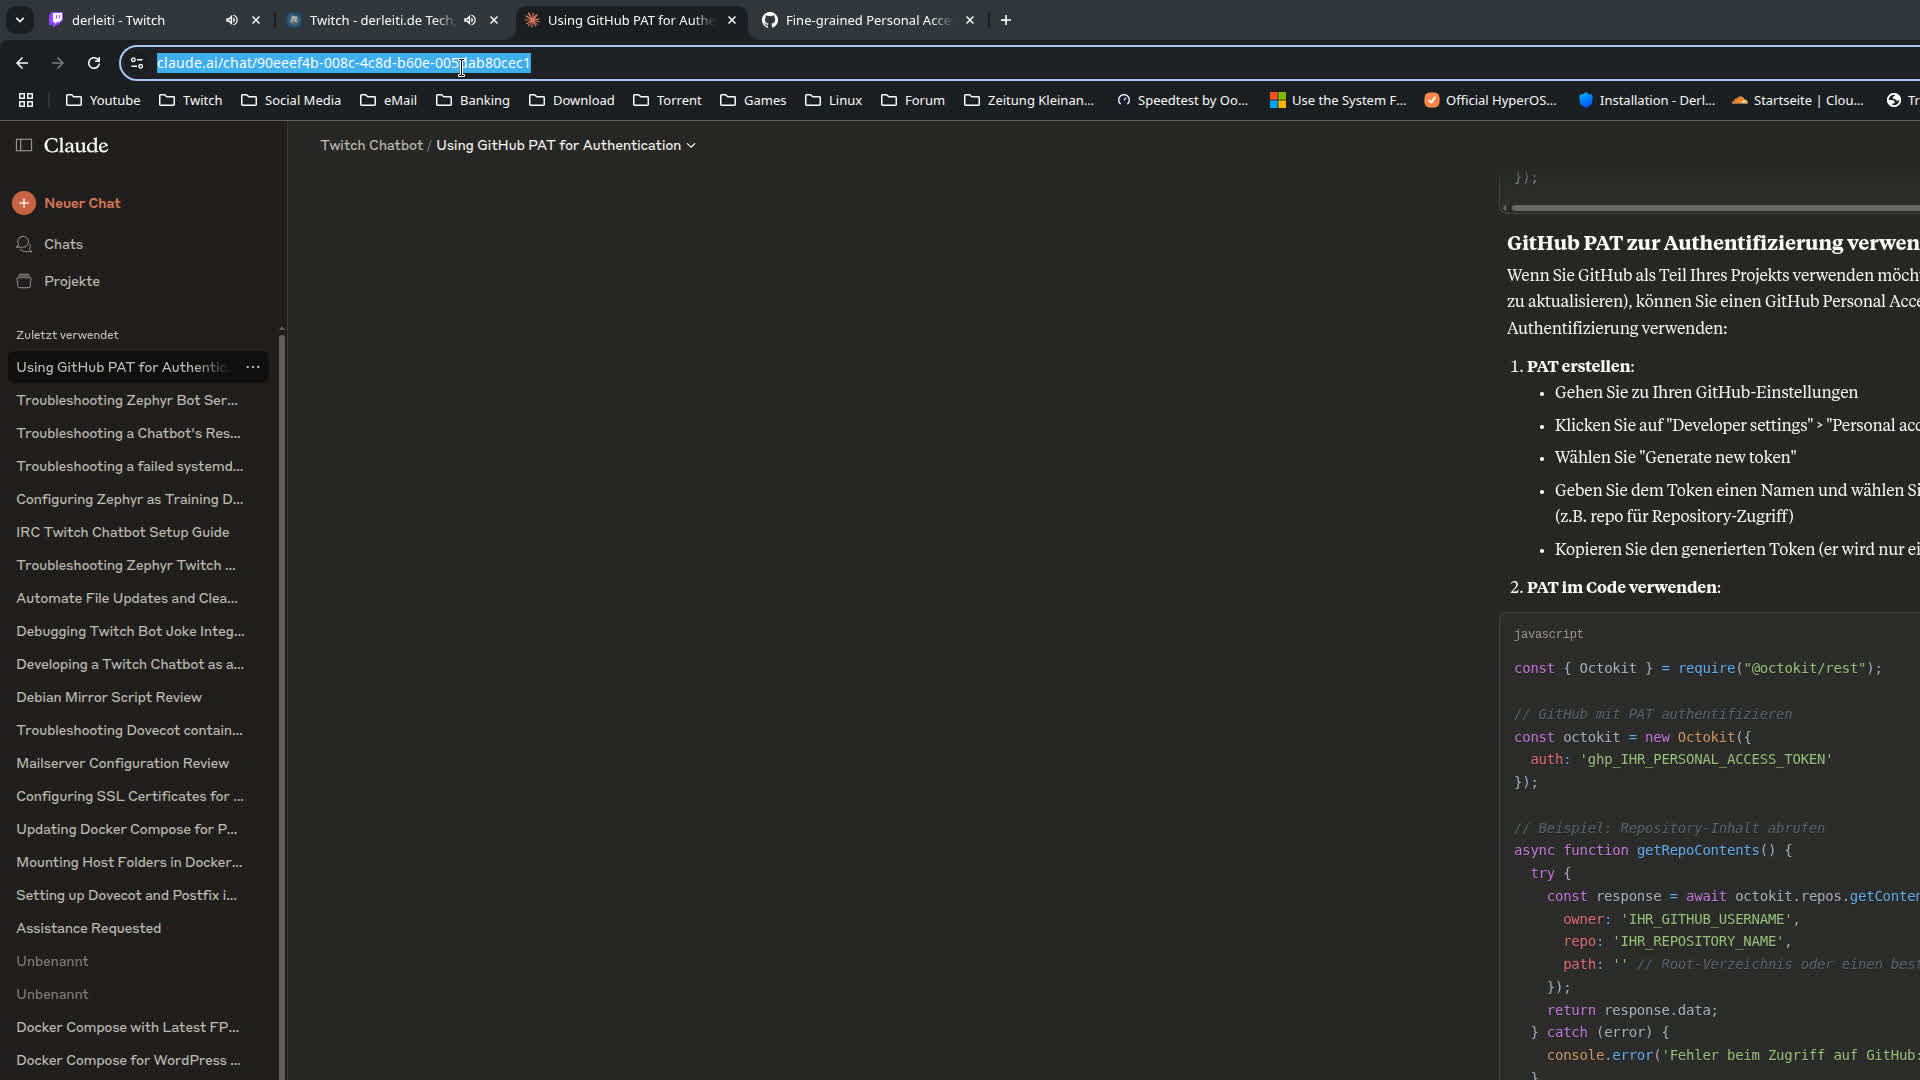 derleiti - Twitch
Twitch - derleiti.de Tech
Using GitHub PAT for Authe
Fine-grained Personal Acce
claude.ai/chat/90eeef4b-008c-4c8d-b60e-005 ab80cec1
Youtube
Twitch
Social Media
eMail
Banking
Download
Torrent
Games
Linux
Forum
Zeitung Kleinan...
Speedtest by Oo...
Use the System F...
Official HyperOS...
Installation - Derl...
Startseite | Clou...
Tr
Claude
Neuer Chat
Chats
Projekte
Zuletzt verwendet
Using GitHub PAT for Authentic
Troubleshooting Zephyr Bot Ser...
Troubleshooting a Chatbot's Res...
Troubleshooting a failed systemd...
Configuring Zephyr as Training D...
IRC Twitch Chatbot Setup Guide
Troubleshooting Zephyr Twitch ...
Automate File Updates and Clea...
Debugging Twitch Bot Joke Integ...
Developing a Twitch Chatbot as a...
Debian Mirror Script Review
Troubleshooting Dovecot contain...
Mailserver Configuration Review
Configuring SSL Certificates for ...
Updating Docker Compose for P...
Mounting Host Folders in Docker...
Setting up Dovecot and Postfix i...
Assistance Requested
Unbenannt
Unbenannt
Docker Compose with Latest FP...
Docker Compose for WordPress ...
Twitch Chatbot / Using GitHub PAT for Authentication
});
GitHub PAT zur Authentifizierung verwen
Wenn Sie GitHub als Teil Ihres Projekts verwenden möch
zu aktualisieren), können Sie einen GitHub Personal Acce
Authentifizierung verwenden:
1. PAT erstellen:
• Gehen Sie zu Ihren GitHub-Einstellungen
• Klicken Sie auf "Developer settings" > "Personal acc
• Wählen Sie "Generate new token"
• Geben Sie dem Token einen Namen und wählen Si
(z.B. repo für Repository-Zugriff)
• Kopieren Sie den generierten Token (er wird nur ei
2. PAT im Code verwenden:
javascript
const { Octokit } = require("@octokit/rest");
// GitHub mit PAT authentifizieren
const octokit = new Octokit({
auth: 'ghp_IHR_PERSONAL_ACCESS_TOKEN'
});
// Beispiel: Repository-Inhalt abrufen
async function getRepoContents() {
try {
const response = await octokit.repos.getConten
owner: 'IHR_GITHUB_USERNAME',
repo: 'IHR_REPOSITORY_NAME',
path: '' // Root-Verzeichnis oder einen best
});
return response.data;
} catch (error) {
console.error('Fehler beim Zugriff auf GitHub:
}